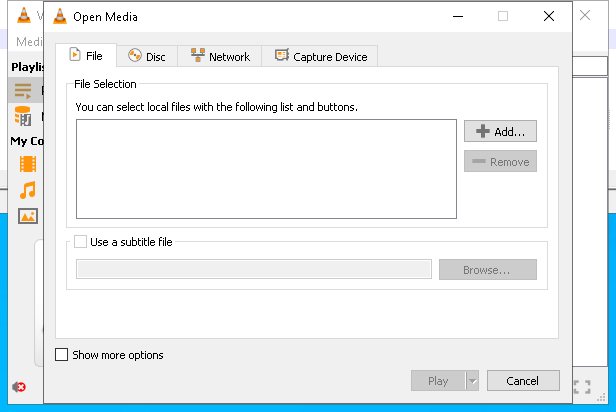 Open Media
Medi
File
Disc
Network
Capture Device
Playlis
File Selection
You can select local files with the following list and buttons.
Add...
Remove
My Co
Use a subtitle file
Browse...
Show more options
Play
Cancel